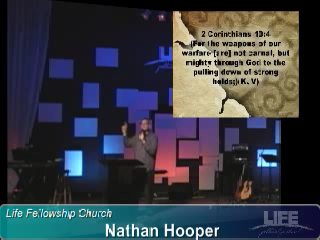 2 Corinthians 10:4
(For the weapons of our
warfare [are] not carnal, but
mighty through God to the
pulling down of strong
holds;)(KJV)
Life Fellowship Church
LIFE
Nathan Hooper